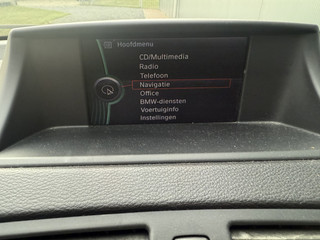 Hoofdmenu
CD/Multimedia
Radio
Telefoon
Navigatie
Office
BMW-diensten
Voertuiginfo
Instellingen